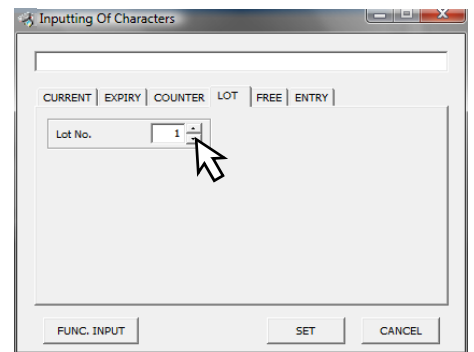 Inputting Of Characters
CURRENT EXPIRY COUNTER LOT FREE ENTRY
Lot No. 1
FUNC. INPUT SET CANCEL